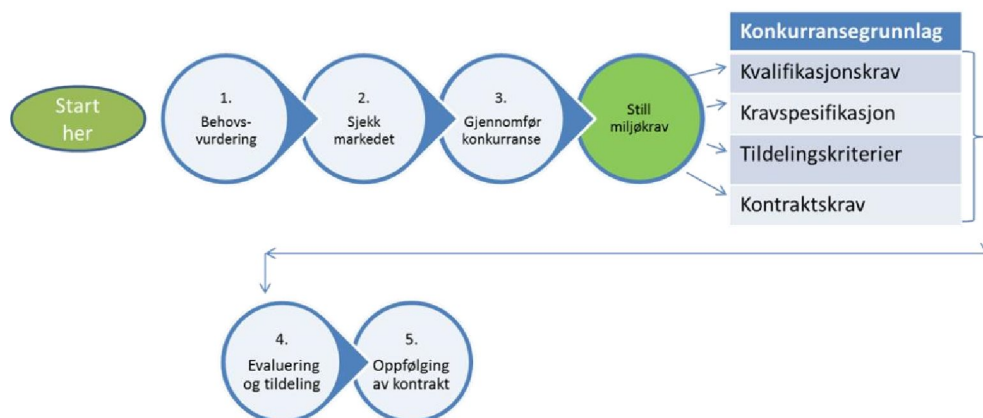 Start
her
1.
Behovs-
vurdering
2.
Sjekk
markedet
3.
Gjennomfør
konkurranse
Still
miljøkrav
Konkurransegrunnlag
Kvalifikasjonskrav
Kravspesifikasjon
Tildelingskriterier
Kontraktskrav
4.
Evaluering
og tildeling
5.
Oppfølging
av kontrakt